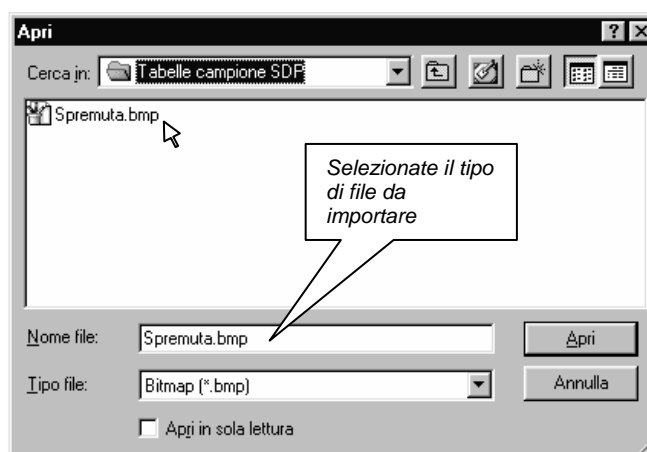 Apri
Cerca in: Tabelle campione SDP
Spremuta.bmp
Selezionate il tipo
di file da
importare
Nome file: Spremuta.bmp Apri
Tipo file: Bitmap (*.bmp) Annulla
Apri in sola lettura